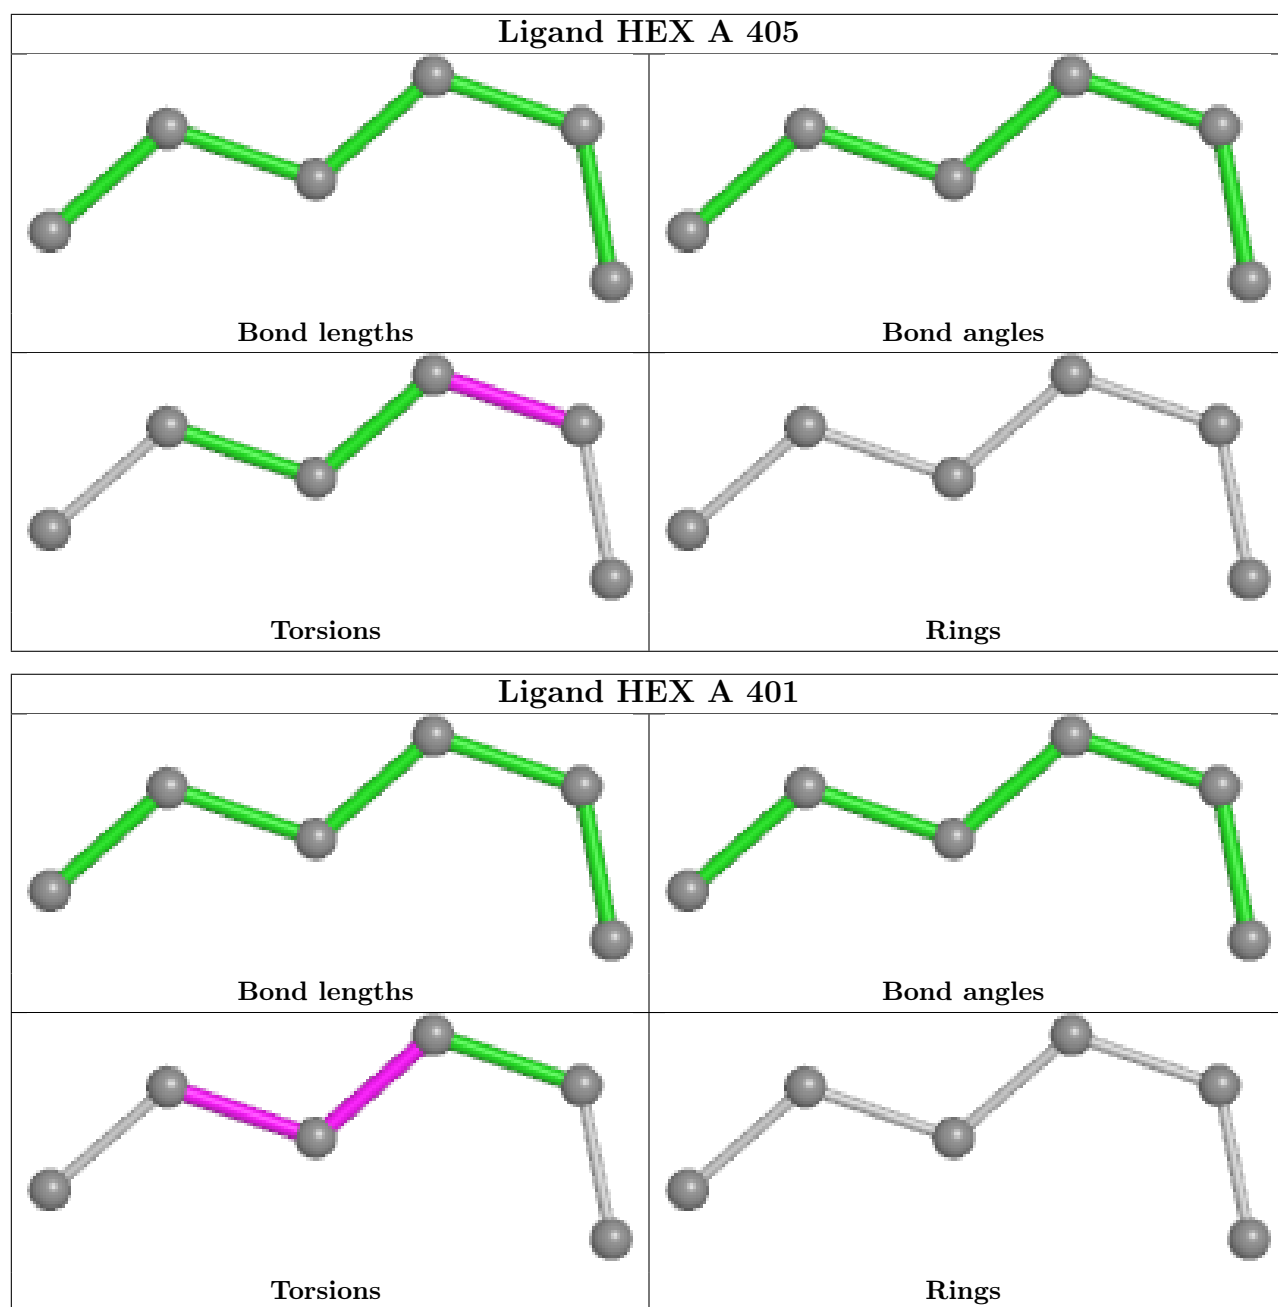 Ligand HEX A 405
Bond lengths
Bond angles
Torsions
Rings
Ligand HEX A 401
Bond lengths
Bond angles
Torsions
Rings